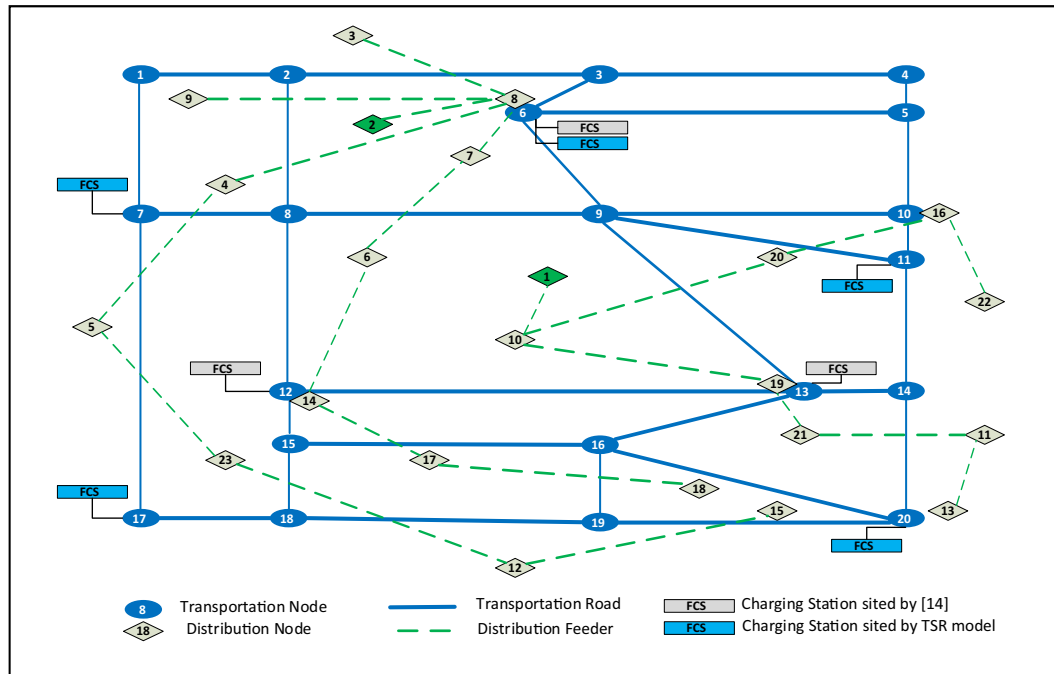 3
1
2
3
4
9
8
2
6
5
FCS
FCS
7
FCS
4
7
8
9
10
16
6
20
11
1
FCS
22
5
10
FCS
FCS
19
12
13
14
14
21
11
15
16
23
17
18
FCS
15
13
17
18
19
20
FCS
12
8
Transportation Node
Transportation Road
FCS
Charging Station sited by [14]
18
Distribution Node
Distribution Feeder
FCS
Charging Station sited by TSR model